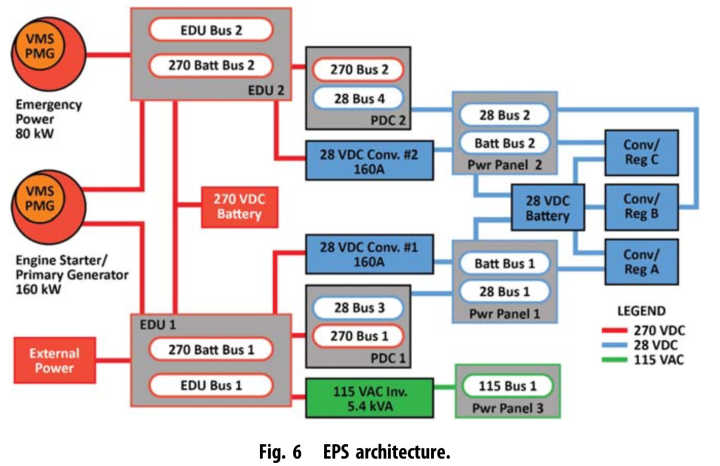 VMS
PMG
Emergency
Power
80 kW
VMS
PMG
Engine Starter/
Primary Generator
160 kW
External
Power
EDU Bus 2
270 Batt Bus 2
EDU 2
270 VDC
Battery
EDU 1
270 Batt Bus 1
EDU Bus 1
270 Bus 2
28 Bus 4
PDC 2
28 VDC Conv. #2
160A
28 VDC Conv. #1
160A
28 Bus 3
270 Bus 1
PDC 1
115 VAC Inv.
5.4 kVA
28 Bus 2
Batt Bus 2
Pwr Panel 2
28 VDC
Battery
Batt Bus 1
28 Bus 1
Pwr Panel 1
115 Bus 1
Pwr Panel 3
Conv/
Reg C
Conv/
Reg B
Conv/
Reg A
LEGEND
270 VDC
28 VDC
115 VAC
Fig. 6 EPS architecture.